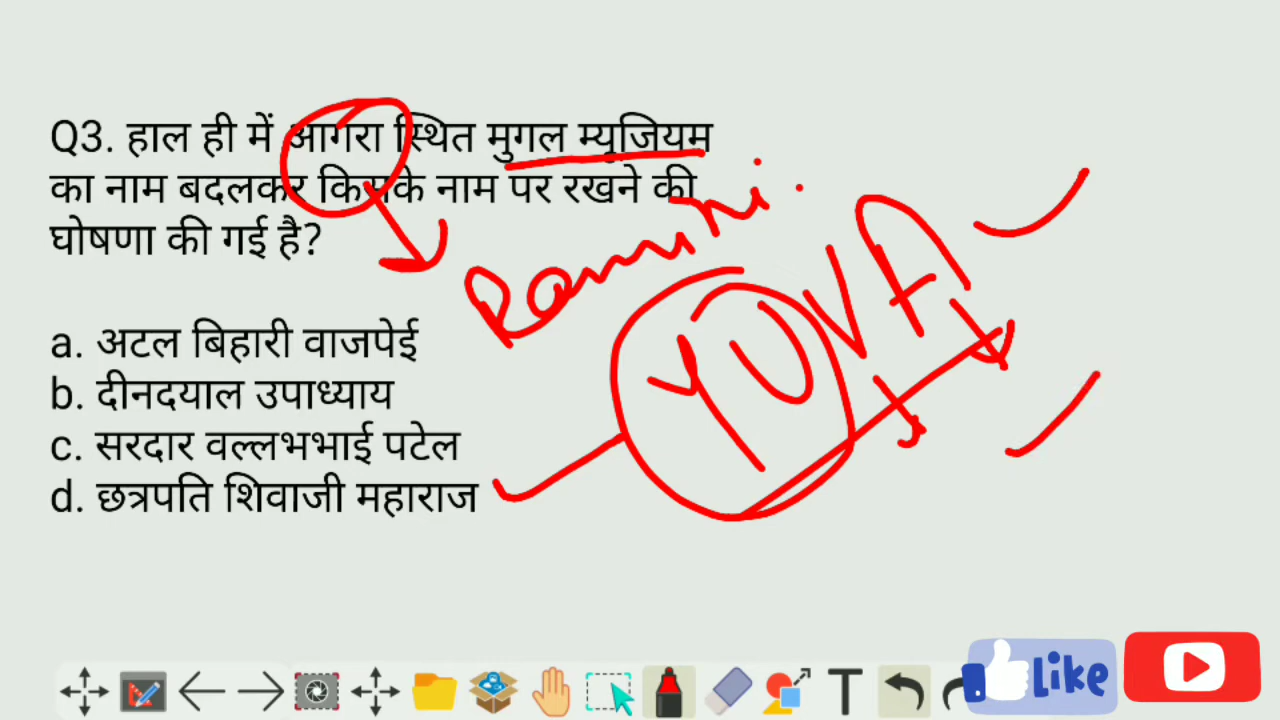 Q3. हाल ही में आगरा स्थित मुगल म्यूजियम
का नाम बदलकर किसके नाम पर रखने की
घोषणा की गई है?
a. अटल बिहारी वाजपेई
b. दीनदयाल उपाध्याय
c. सरदार वल्लभभाई पटेल
d. छत्रपति शिवाजी महाराज
YUVA
T
Like